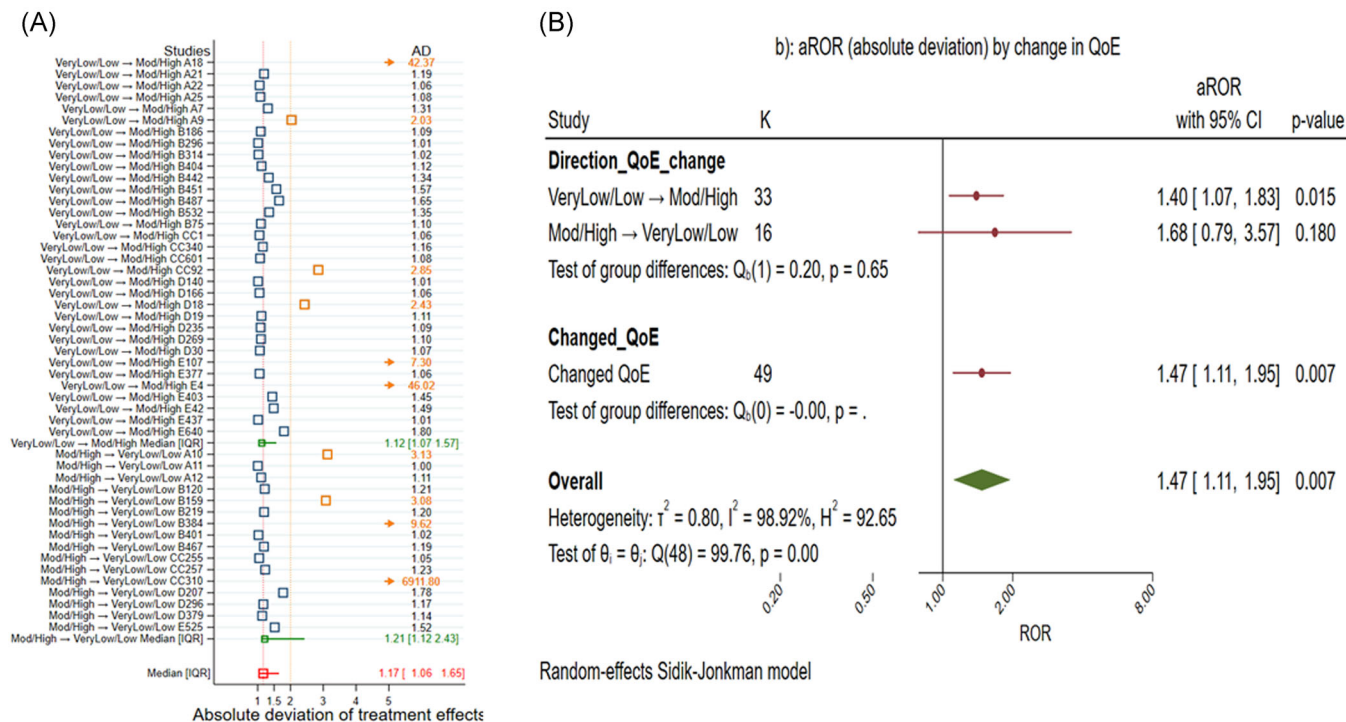 (A)
Studies AD
VeryLow/Low → Mod/High A18 42.37
VeryLow/Low → Mod/High A21 1.19
VeryLow/Low → Mod/High A22 1.06
VeryLow/Low → Mod/High A25 1.08
VeryLow/Low → Mod/High A7 1.31
VeryLow/Low → Mod/High A9 2.03
VeryLow/Low → Mod/High B186 1.09
VeryLow/Low → Mod/High B296 1.01
VeryLow/Low → Mod/High B314 1.02
VeryLow/Low → Mod/High B404 1.12
VeryLow/Low → Mod/High B442 1.34
VeryLow/Low → Mod/High B451 1.57
VeryLow/Low → Mod/High B487 1.65
VeryLow/Low → Mod/High B532 1.35
VeryLow/Low → Mod/High B75 1.10
VeryLow/Low → Mod/High CC1 1.06
VeryLow/Low → Mod/High CC340 1.16
VeryLow/Low → Mod/High CC601 1.08
VeryLow/Low → Mod/High CC92 2.85
VeryLow/Low → Mod/High D140 1.01
VeryLow/Low → Mod/High D166 1.06
VeryLow/Low → Mod/High D18 2.43
VeryLow/Low → Mod/High D19 1.11
VeryLow/Low → Mod/High D235 1.09
VeryLow/Low → Mod/High D269 1.10
VeryLow/Low → Mod/High D30 1.07
VeryLow/Low → Mod/High E107 7.30
VeryLow/Low → Mod/High E377 1.06
VeryLow/Low → Mod/High E4 46.02
VeryLow/Low → Mod/High E403 1.45
VeryLow/Low → Mod/High E42 1.49
VeryLow/Low → Mod/High E437 1.01
VeryLow/Low → Mod/High E640 1.80
VeryLow/Low → Mod/High Median [IQR] 1.12 [1.07 1.57]
Mod/High → VeryLow/Low A10 3.13
Mod/High → VeryLow/Low A11 1.00
Mod/High → VeryLow/Low A12 1.11
Mod/High → VeryLow/Low B120 1.21
Mod/High → VeryLow/Low B159 3.08
Mod/High → VeryLow/Low B219 1.20
Mod/High → VeryLow/Low B384 9.62
Mod/High → VeryLow/Low B401 1.02
Mod/High → VeryLow/Low B467 1.19
Mod/High → VeryLow/Low CC255 1.05
Mod/High → VeryLow/Low CC257 1.23
Mod/High → VeryLow/Low CC310 6911.80
Mod/High → VeryLow/Low D207 1.78
Mod/High → VeryLow/Low D296 1.17
Mod/High → VeryLow/Low D379 1.14
Mod/High → VeryLow/Low E525 1.52
Mod/High → VeryLow/Low Median [IQR] 1.21 [1.12 2.43]
Median [IQR] 1.17 [ 1.06 1.65]
1 1.5 2 3 4 5
Absolute deviation of treatment effects
(B)
b): aROR (absolute deviation) by change in QoE
aROR
Study K with 95% CI p-value
Direction_QoE_change
VeryLow/Low → Mod/High 33 1.40 [ 1.07, 1.83] 0.015
Mod/High → VeryLow/Low 16 1.68 [ 0.79, 3.57] 0.180
Test of group differences: Q_b(1) = 0.20, p = 0.65
Changed_QoE
Changed QoE 49 1.47 [ 1.11, 1.95] 0.007
Test of group differences: Q_b(0) = -0.00, p = .
Overall 1.47 [ 1.11, 1.95] 0.007
Heterogeneity: τ² = 0.80, I² = 98.92%, H² = 92.65
Test of θᵢ = θⱼ: Q(48) = 99.76, p = 0.00
0.20 0.50 1.00 2.00 8.00
ROR
Random-effects Sidik-Jonkman model